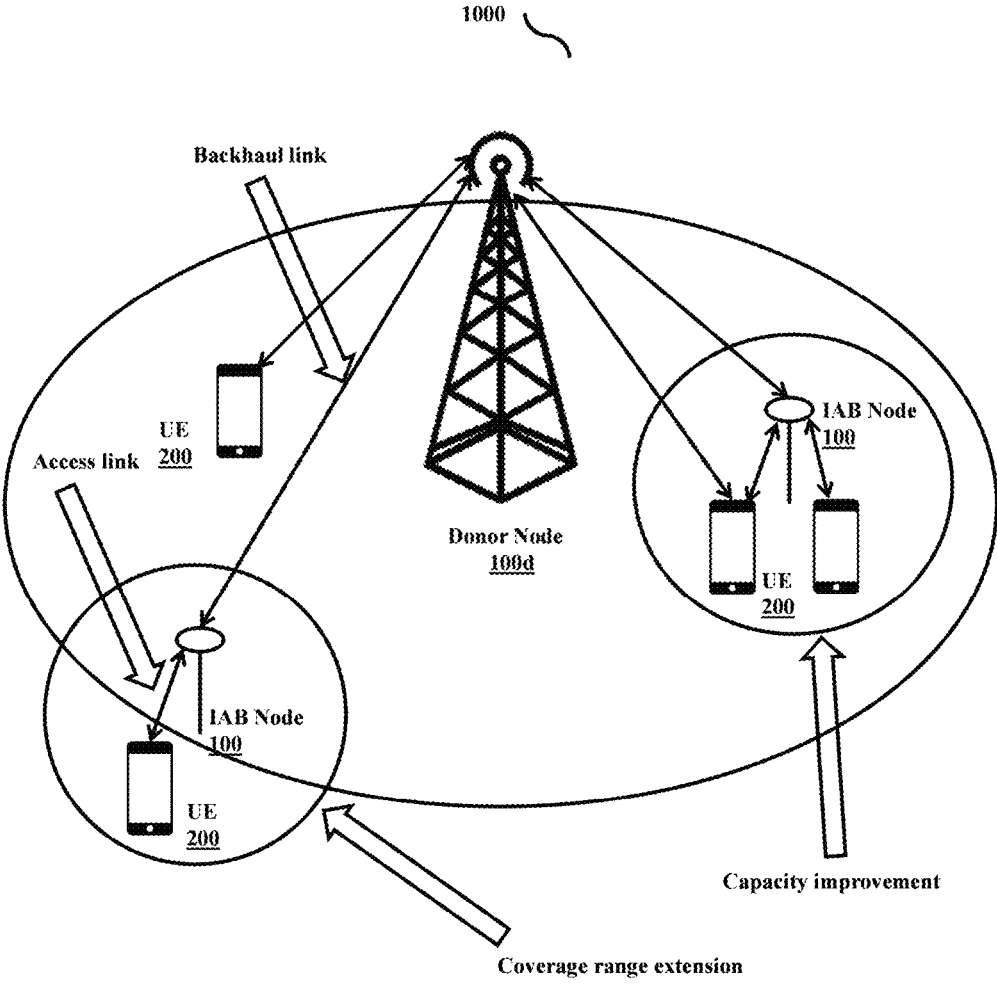 1000
Backhaul link
UE
200
Access link
IAB Node
100
Donor Node
100d
UE
200
IAB Node
100
UE
200
Capacity improvement
Coverage range extension